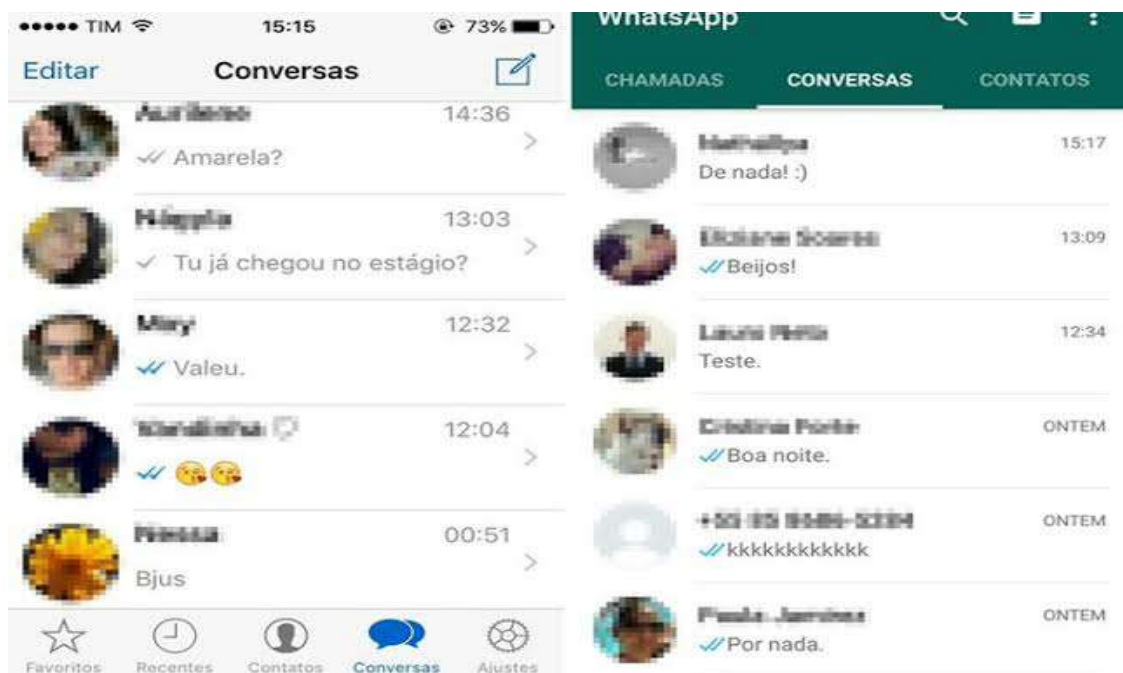 TIM 15:15 73%
Editar Conversas
14:36
Amarela?
13:03
Tu já chegou no estágio?
12:32
Valeu.
12:04
00:51
Bjus
Favoritos Recentes Contatos Conversas Ajustes
WhatsApp
CHAMADAS CONVERSAS CONTATOS
15:17
De nada! :)
13:09
Beijos!
12:34
Teste.
ONTEM
Boa noite.
ONTEM
kkkkkkkkkkkk
ONTEM
Por nada.